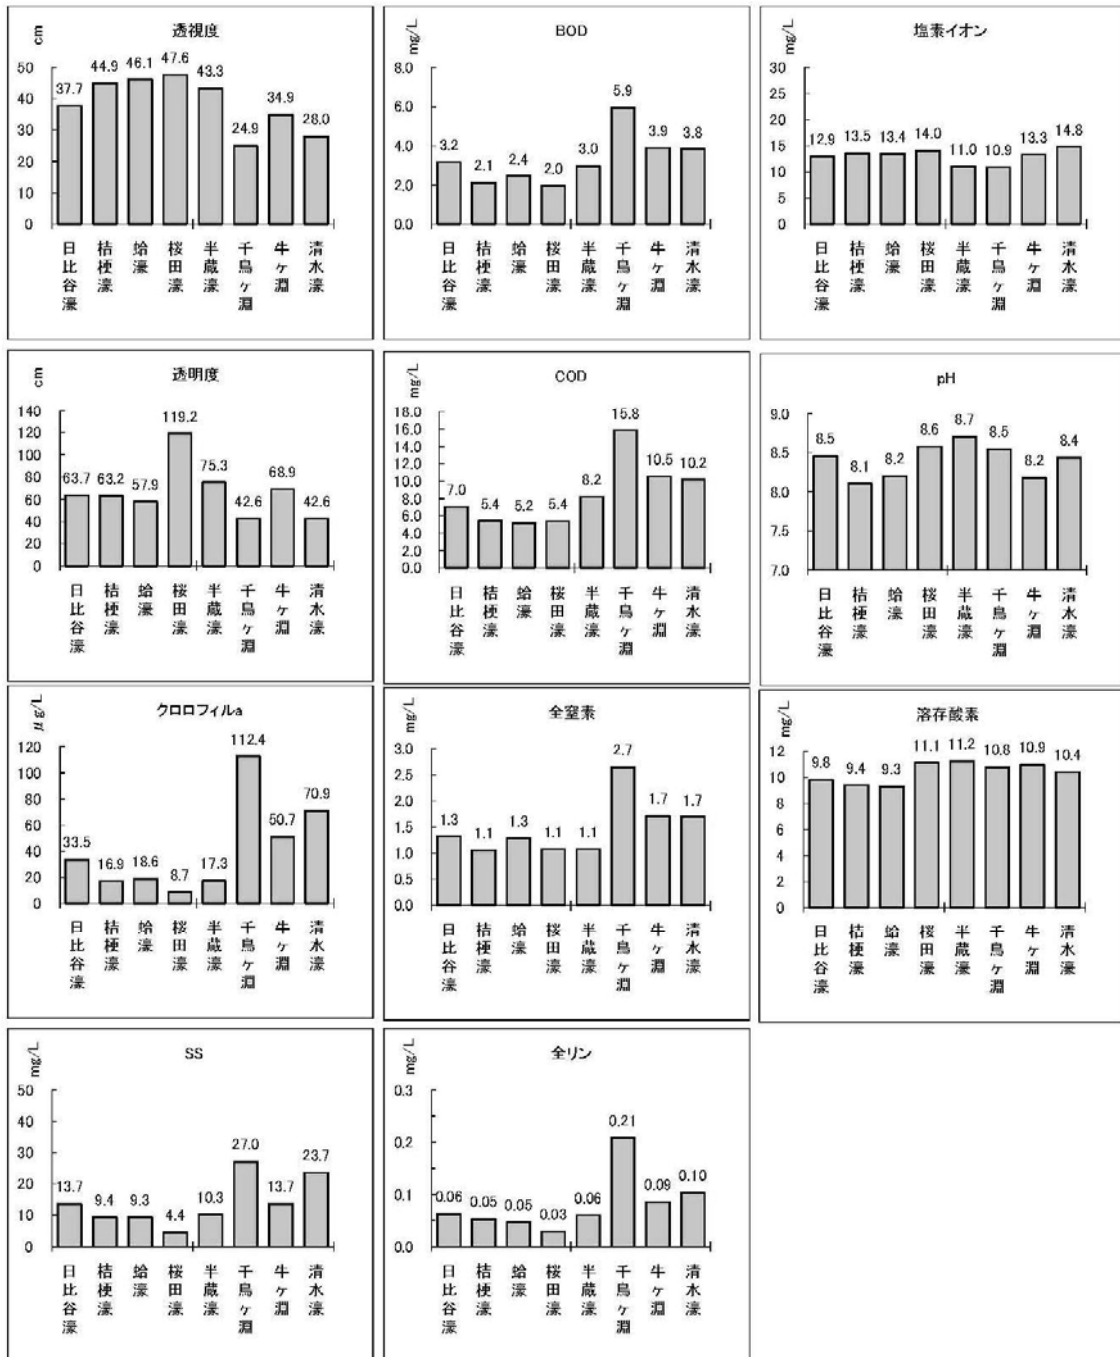 透視度
cm
50
40
30
20
10
0
37.7
44.9
46.1
47.6
43.3
24.9
34.9
28.0
日比谷濠
桔梗濠
蛤濠
桜田濠
半蔵濠
千鳥ヶ淵
牛ヶ淵
清水濠
BOD
mg/L
8.0
6.0
4.0
2.0
0.0
3.2
2.1
2.4
2.0
3.0
5.9
3.9
3.8
日比谷濠
桔梗濠
蛤濠
桜田濠
半蔵濠
千鳥ヶ淵
牛ヶ淵
清水濠
塩素イオン
mg/L
30
25
20
15
10
5
0
12.9
13.5
13.4
14.0
11.0
10.9
13.3
14.8
日比谷濠
桔梗濠
蛤濠
桜田濠
半蔵濠
千鳥ヶ淵
牛ヶ淵
清水濠
透明度
cm
140
120
100
80
60
40
20
0
63.7
63.2
57.9
119.2
75.3
42.6
68.9
42.6
日比谷濠
桔梗濠
蛤濠
桜田濠
半蔵濠
千鳥ヶ淵
牛ヶ淵
清水濠
COD
mg/L
18.0
16.0
14.0
12.0
10.0
8.0
6.0
4.0
2.0
0.0
7.0
5.4
5.2
5.4
8.2
15.8
10.5
10.2
日比谷濠
桔梗濠
蛤濠
桜田濠
半蔵濠
千鳥ヶ淵
牛ヶ淵
清水濠
pH
9.0
8.5
8.0
7.5
7.0
8.5
8.1
8.2
8.6
8.7
8.5
8.2
8.4
日比谷濠
桔梗濠
蛤濠
桜田濠
半蔵濠
千鳥ヶ淵
牛ヶ淵
清水濠
クロロフィルa
μg/L
120
100
80
60
40
20
0
33.5
16.9
18.6
8.7
17.3
112.4
50.7
70.9
日比谷濠
桔梗濠
蛤濠
桜田濠
半蔵濠
千鳥ヶ淵
牛ヶ淵
清水濠
全窒素
mg/L
3.0
2.5
2.0
1.5
1.0
0.5
0.0
1.3
1.1
1.3
1.1
1.1
2.7
1.7
1.7
日比谷濠
桔梗濠
蛤濠
桜田濠
半蔵濠
千鳥ヶ淵
牛ヶ淵
清水濠
溶存酸素
mg/L
12
10
8
6
4
2
0
9.8
9.4
9.3
11.1
11.2
10.8
10.9
10.4
日比谷濠
桔梗濠
蛤濠
桜田濠
半蔵濠
千鳥ヶ淵
牛ヶ淵
清水濠
SS
mg/L
50
40
30
20
10
0
13.7
9.4
9.3
4.4
10.3
27.0
13.7
23.7
日比谷濠
桔梗濠
蛤濠
桜田濠
半蔵濠
千鳥ヶ淵
牛ヶ淵
清水濠
全リン
mg/L
0.3
0.2
0.1
0.0
0.06
0.05
0.05
0.03
0.06
0.21
0.09
0.10
日比谷濠
桔梗濠
蛤濠
桜田濠
半蔵濠
千鳥ヶ淵
牛ヶ淵
清水濠